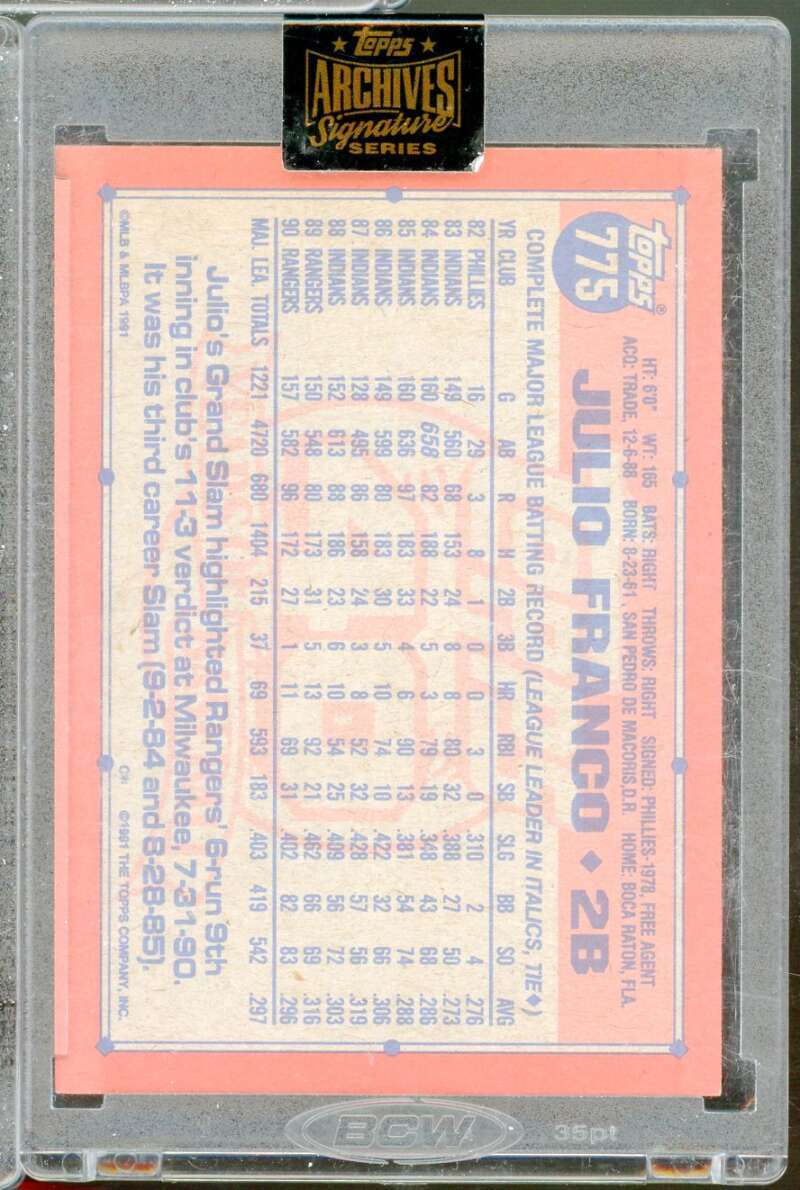 topps
ARCHIVES
Signature
SERIES
topps®
775
HT: 6'0" WT: 165 BATS: RIGHT THROWS: RIGHT SIGNED: PHILLIES-1978, FREE AGENT
ACQ: TRADE, 12-6-88 BORN: 8-23-61, SAN PEDRO DE MACORIS, D.R. HOME: BOCA RATON, FLA.
JULIO FRANCO ♦ 2B
COMPLETE MAJOR LEAGUE BATTING RECORD (LEAGUE LEADER IN ITALICS, TIE♦)
YR CLUB G AB R H 2B 3B HR RBI SB SLG BB SO AVG
82 PHILLIES 16 29 3 8 1 0 0 3 0 .310 2 4 .276
83 INDIANS 149 560 68 153 24 8 8 80 32 .388 27 50 .273
84 INDIANS 160 658 82 188 22 5 3 79 19 .348 43 68 .286
85 INDIANS 160 636 97 183 33 4 6 90 13 .381 54 74 .288
86 INDIANS 149 599 80 183 30 5 10 74 10 .422 32 66 .306
87 INDIANS 128 495 86 158 24 3 8 52 32 .428 57 56 .319
88 INDIANS 152 613 88 186 23 6 10 54 25 .409 56 72 .303
89 RANGERS 150 548 80 173 31 5 13 92 21 .462 66 69 .316
90 RANGERS 157 582 96 172 27 1 11 69 31 .402 82 83 .296
MAJ. LEA. TOTALS 1221 4720 680 1404 215 37 69 593 183 .403 419 542 .297
Julio's Grand Slam highlighted Rangers' 6-run 9th
inning in club's 11-3 verdict at Milwaukee, 7-31-90.
It was his third career Slam (9-2-84 and 8-28-85).
©MLB & MLBPA 1991 ©1991 THE TOPPS COMPANY, INC.
BCW 35pt